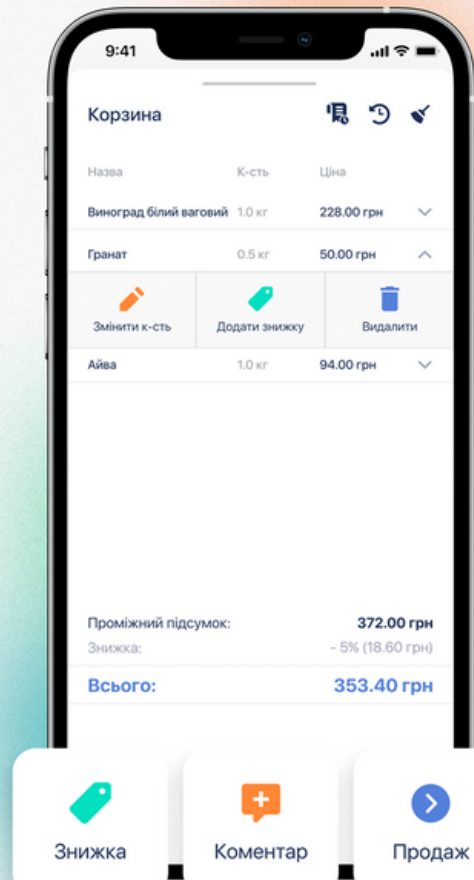 9:41
Корзина
Назва К-сть Ціна
Виноград білий ваговий 1.0 кг 228.00 грн
Гранат 0.5 кг 50.00 грн
Змінити к-сть Додати знижку Видалити
Айва 1.0 кг 94.00 грн
Проміжний підсумок: 372.00 грн
Знижка: - 5% (18.60 грн)
Всього: 353.40 грн
Знижка Коментар Продаж